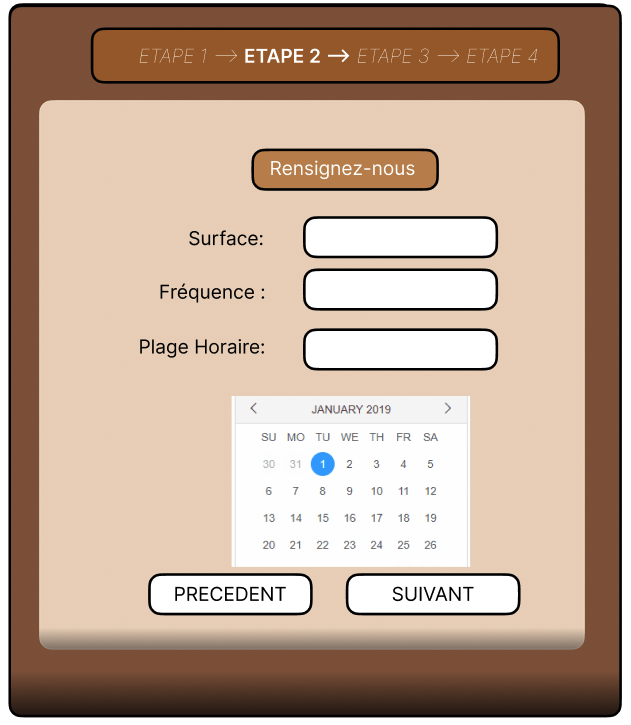 ETAPE 1 → ETAPE 2 → ETAPE 3 → ETAPE 4
Rensignez-nous
Surface:
Fréquence :
Plage Horaire:
JANUARY 2019
SU MO TU WE TH FR SA
30 31 1 2 3 4 5
6 7 8 9 10 11 12
13 14 15 16 17 18 19
20 21 22 23 24 25 26
PRECEDENT SUIVANT